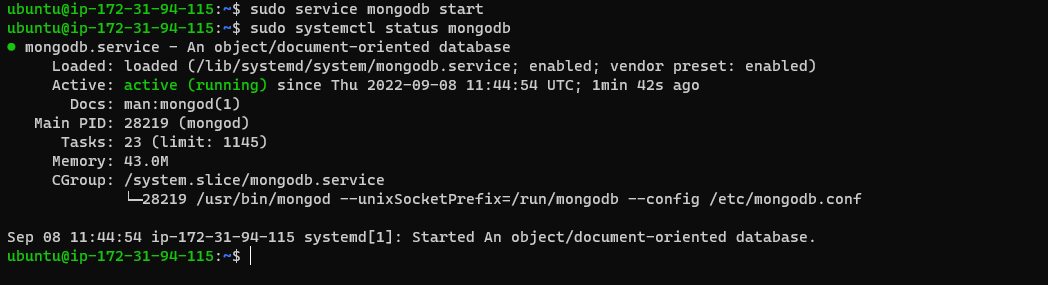 ubuntu@ip-172-31-94-115:~$ sudo service mongodb start
ubuntu@ip-172-31-94-115:~$ sudo systemctl status mongodb
● mongodb.service - An object/document-oriented database
     Loaded: loaded (/lib/systemd/system/mongodb.service; enabled; vendor preset: enabled)
     Active: active (running) since Thu 2022-09-08 11:44:54 UTC; 1min 42s ago
       Docs: man:mongod(1)
   Main PID: 28219 (mongod)
      Tasks: 23 (limit: 1145)
     Memory: 43.0M
     CGroup: /system.slice/mongodb.service
             └─28219 /usr/bin/mongod --unixSocketPrefix=/run/mongodb --config /etc/mongodb.conf

Sep 08 11:44:54 ip-172-31-94-115 systemd[1]: Started An object/document-oriented database.
ubuntu@ip-172-31-94-115:~$